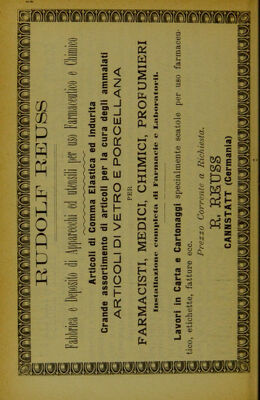 RUDOLF REUSS
Fabbrica e Deposito di Apparecchi ed utensili per uso Farmaceutico e Chimico
Articoli di Gomma Elastica ed Indurita
Grande assortimento di articoli per la cura degli ammalati
ARTICOLI DI VETRO E PORCELLANA
PER
FARMACISTI, MEDICI, CHIMICI, PROFUMIERI
Installazione completa di Farmacie e Laboratorii.
Lavori in Carta e Cartonaggi specialmente scatole per uso farmaceu-
tico, etichette, fatture ecc.
Prezzo Corrente a Richiesta.
R. REUSS
CANNSTATT (Germania)